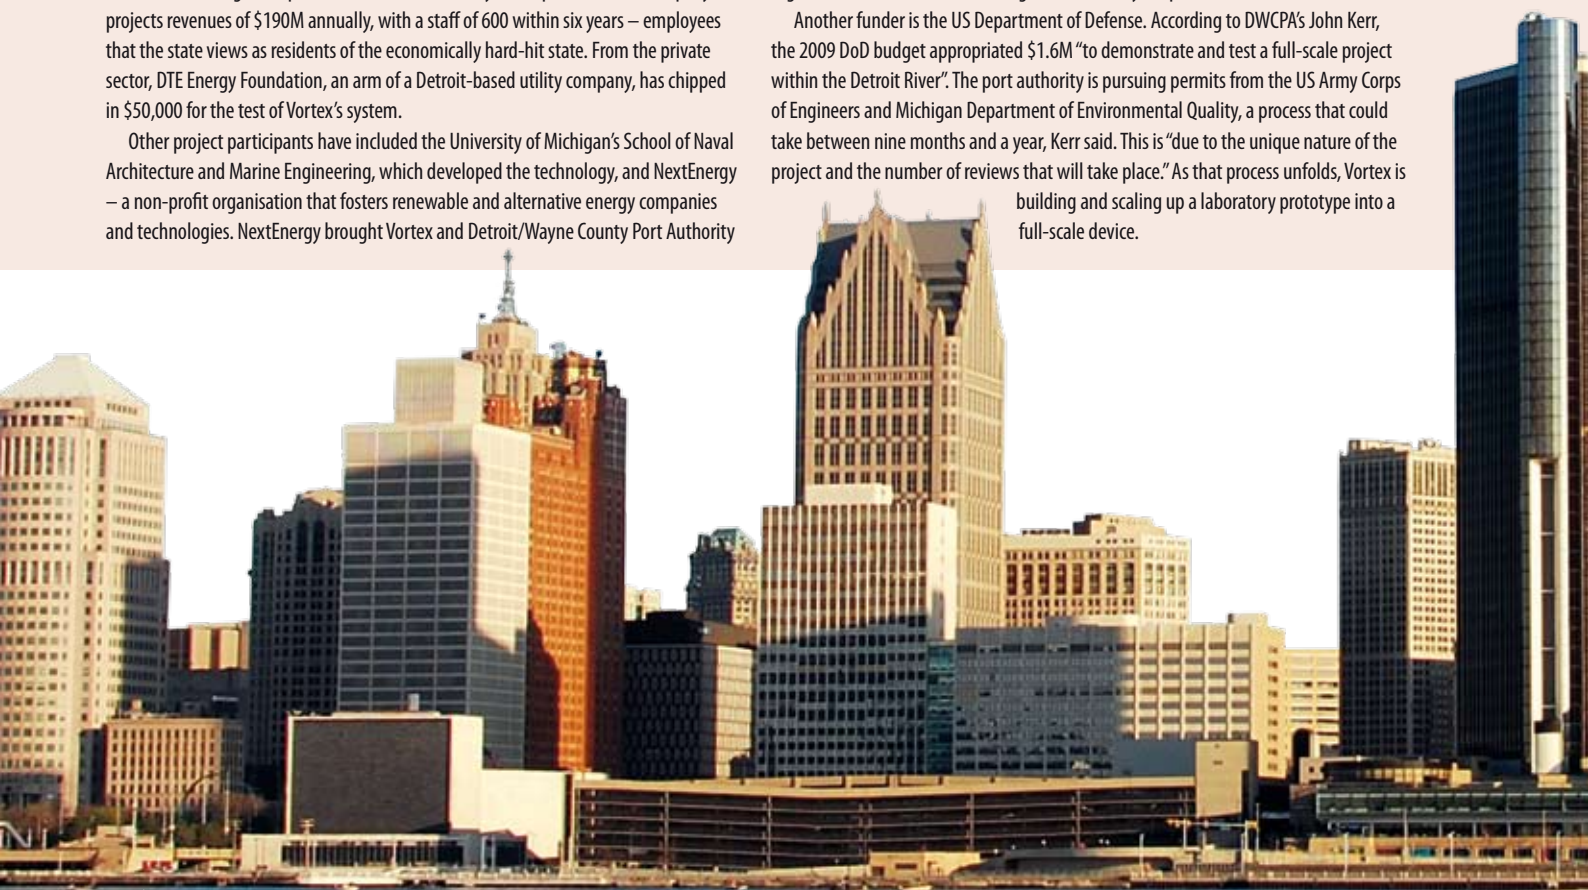 projects revenues of $190M annually, with a staff of 600 within six years – employees
that the state views as residents of the economically hard-hit state. From the private
sector, DTE Energy Foundation, an arm of a Detroit-based utility company, has chipped
in $50,000 for the test of Vortex’s system.
Other project participants have included the University of Michigan’s School of Naval
Architecture and Marine Engineering, which developed the technology, and NextEnergy
– a non-profit organisation that fosters renewable and alternative energy companies
and technologies. NextEnergy brought Vortex and Detroit/Wayne County Port Authority
Another funder is the US Department of Defense. According to DWCPA’s John Kerr,
the 2009 DoD budget appropriated $1.6M “to demonstrate and test a full-scale project
within the Detroit River”. The port authority is pursuing permits from the US Army Corps
of Engineers and Michigan Department of Environmental Quality, a process that could
take between nine months and a year, Kerr said. This is “due to the unique nature of the
project and the number of reviews that will take place.” As that process unfolds, Vortex is
building and scaling up a laboratory prototype into a
full-scale device.